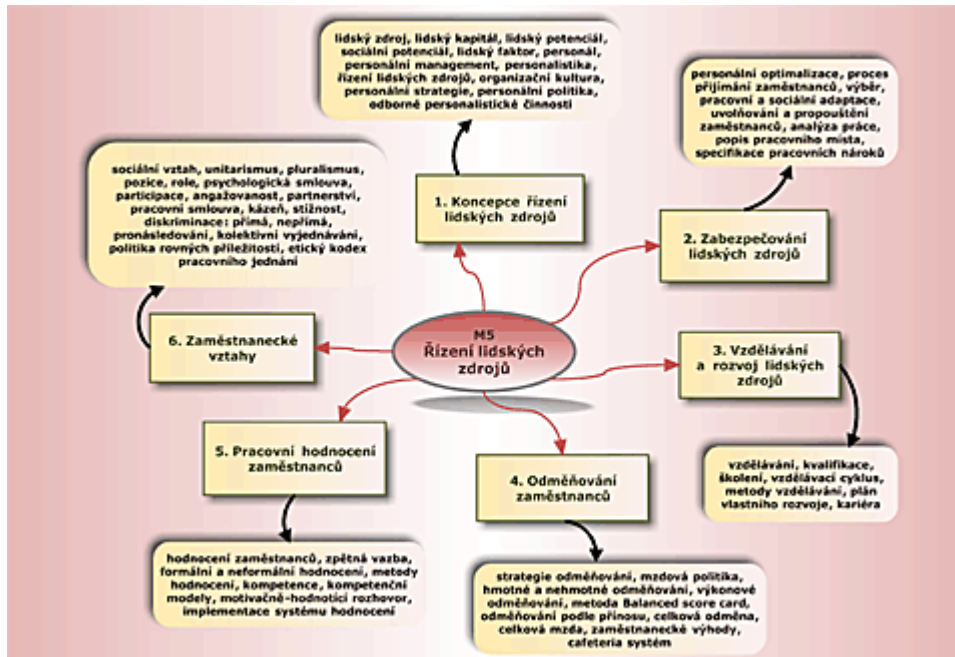 M5
Řízení lidských
zdrojů
1. Koncepce řízení
lidských zdrojů
lidský zdroj, lidský kapitál, lidský potenciál,
sociální potenciál, lidský faktor, personál,
personální management, personalistika,
řízení lidských zdrojů, organizační kultura,
personální strategie, personální politika,
odborné personalistické činnosti
2. Zabezpečování
lidských zdrojů
personální optimalizace, proces
přijímání zaměstnanců, výběr,
pracovní a sociální adaptace,
uvolňování a propouštění
zaměstnanců, analýza práce,
popis pracovního místa,
specifikace pracovních nároků
3. Vzdělávání
a rozvoj lidských
zdrojů
vzdělávání, kvalifikace,
školení, vzdělávací cyklus,
metody vzdělávání, plán
vlastního rozvoje, kariéra
4. Odměňování
zaměstnanců
strategie odměňování, mzdová politika,
hmotné a nehmotné odměňování, výkonové
odměňování, metoda Balanced score card,
odměňování podle přínosu, celková odměna,
celková mzda, zaměstnanecké výhody,
cafeteria systém
5. Pracovní hodnocení
zaměstnanců
hodnocení zaměstnanců, zpětná vazba,
formální a neformální hodnocení, metody
hodnocení, kompetence, kompetenční
modely, motivačně-hodnotící rozhovor,
implementace systému hodnocení
6. Zaměstnanecké
vztahy
sociální vztah, unitarismus, pluralismus,
pozice, role, psychologická smlouva,
participace, angažovanost, partnerství,
pracovní smlouva, kázeň, stížnost,
diskriminace: přímá, nepřímá,
pronásledování, kolektivní vyjednávání,
politika rovných příležitostí, etický kodex
pracovního jednání